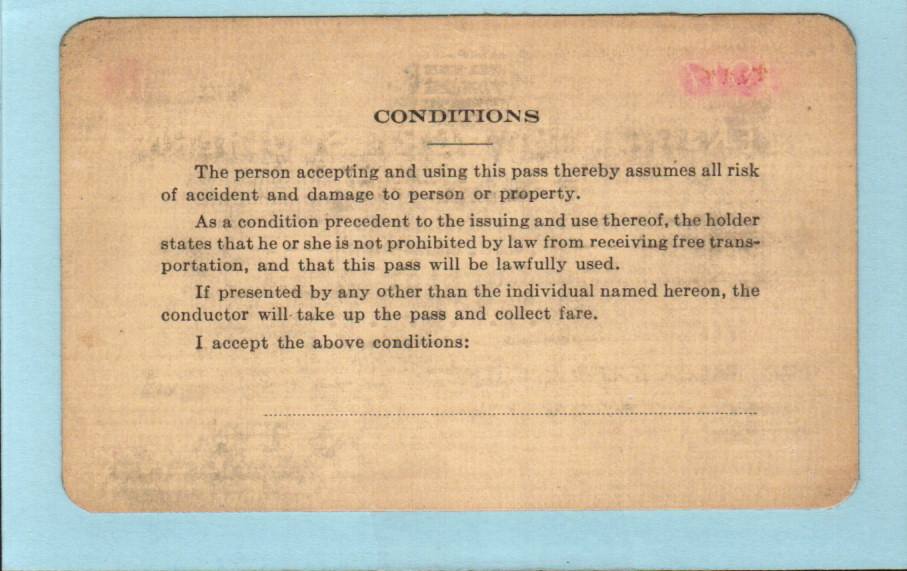 CONDITIONS
The person accepting and using this pass thereby assumes all risk
of accident and damage to person or property.
As a condition precedent to the issuing and use thereof, the holder
states that he or she is not prohibited by law from receiving free trans-
portation, and that this pass will be lawfully used.
If presented by any other than the individual named hereon, the
conductor will take up the pass and collect fare.
I accept the above conditions: